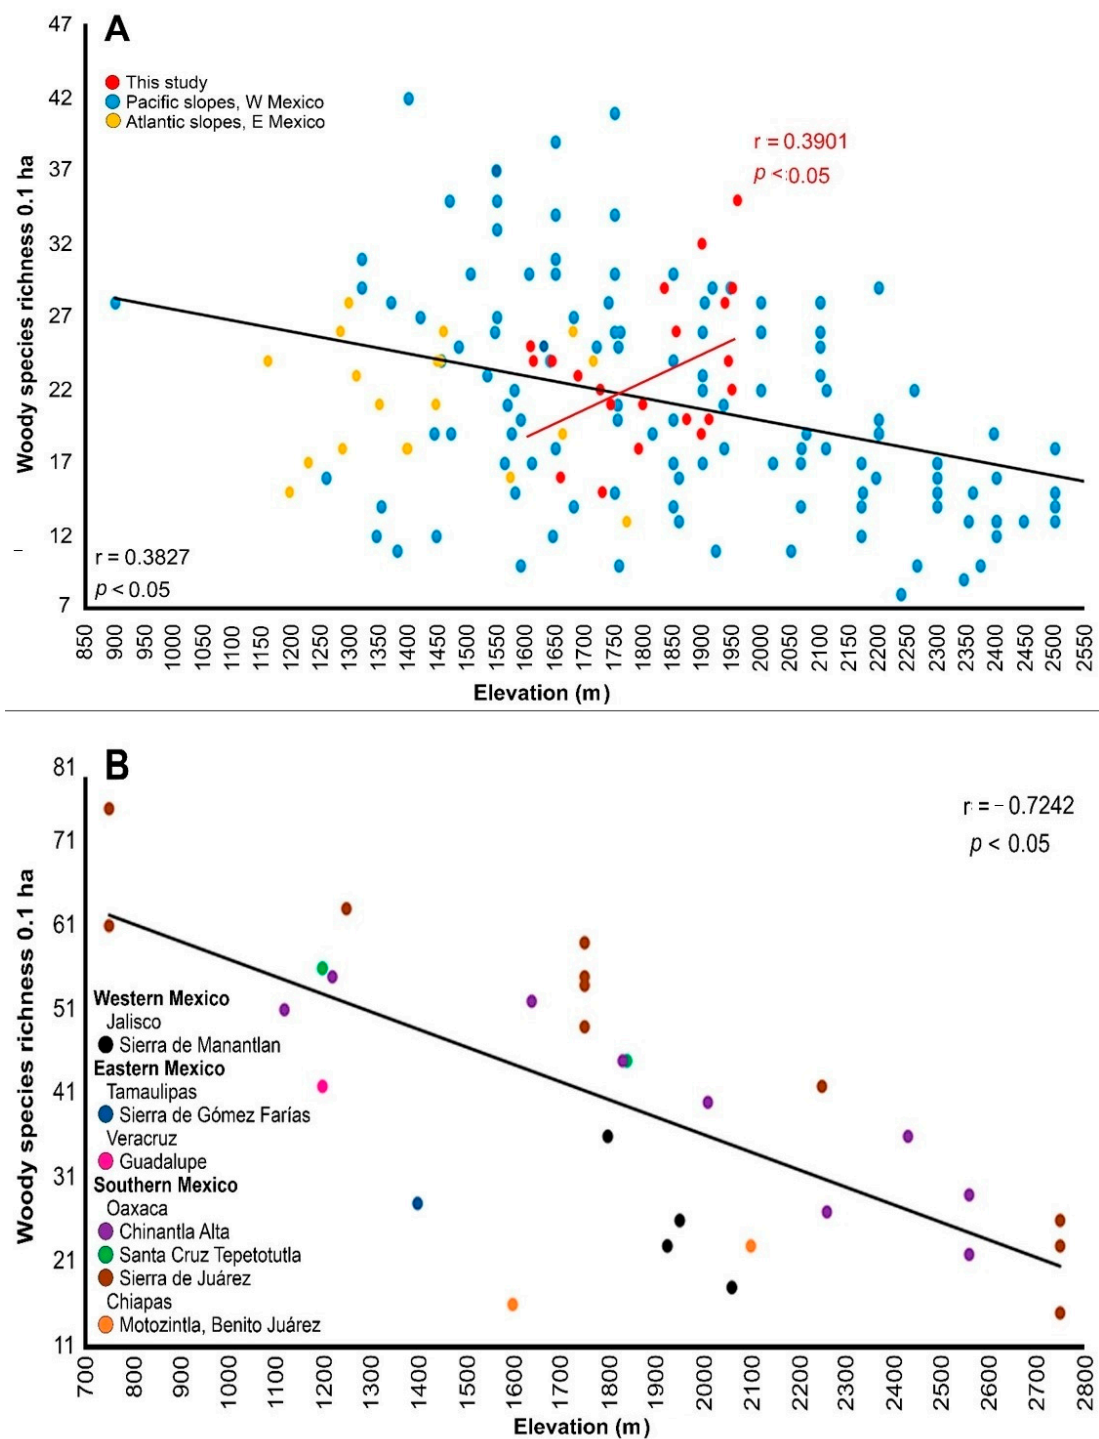 A
47
42
37
32
27
22
17
12
7
Woody species richness 0.1 ha
This study
Pacific slopes, W Mexico
Atlantic slopes, E Mexico
r = 0.3901
p <:0.05
r = 0.3827
p < 0.05
850 900 950 1000 1050 1100 1150 1200 1250 1300 1350 1400 1450 1500 1550 1600 1650 1700 1750 1800 1850 1900 1950 2000 2050 2100 2150 2200 2250 2300 2350 2400 2450 2500 2550
Elevation (m)
B
81
71
61
51
41
31
21
11
Woody species richness 0.1 ha
r = – 0.7242
p < 0.05
Western Mexico
Jalisco
Sierra de Manantlan
Eastern Mexico
Tamaulipas
Sierra de Gómez Farías
Veracruz
Guadalupe
Southern Mexico
Oaxaca
Chinantla Alta
Santa Cruz Tepetotutla
Sierra de Juárez
Chiapas
Motozintla, Benito Juárez
700 800 900 1000 1100 1200 1300 1400 1500 1600 1700 1800 1900 2000 2100 2200 2300 2400 2500 2600 2700 2800
Elevation (m)